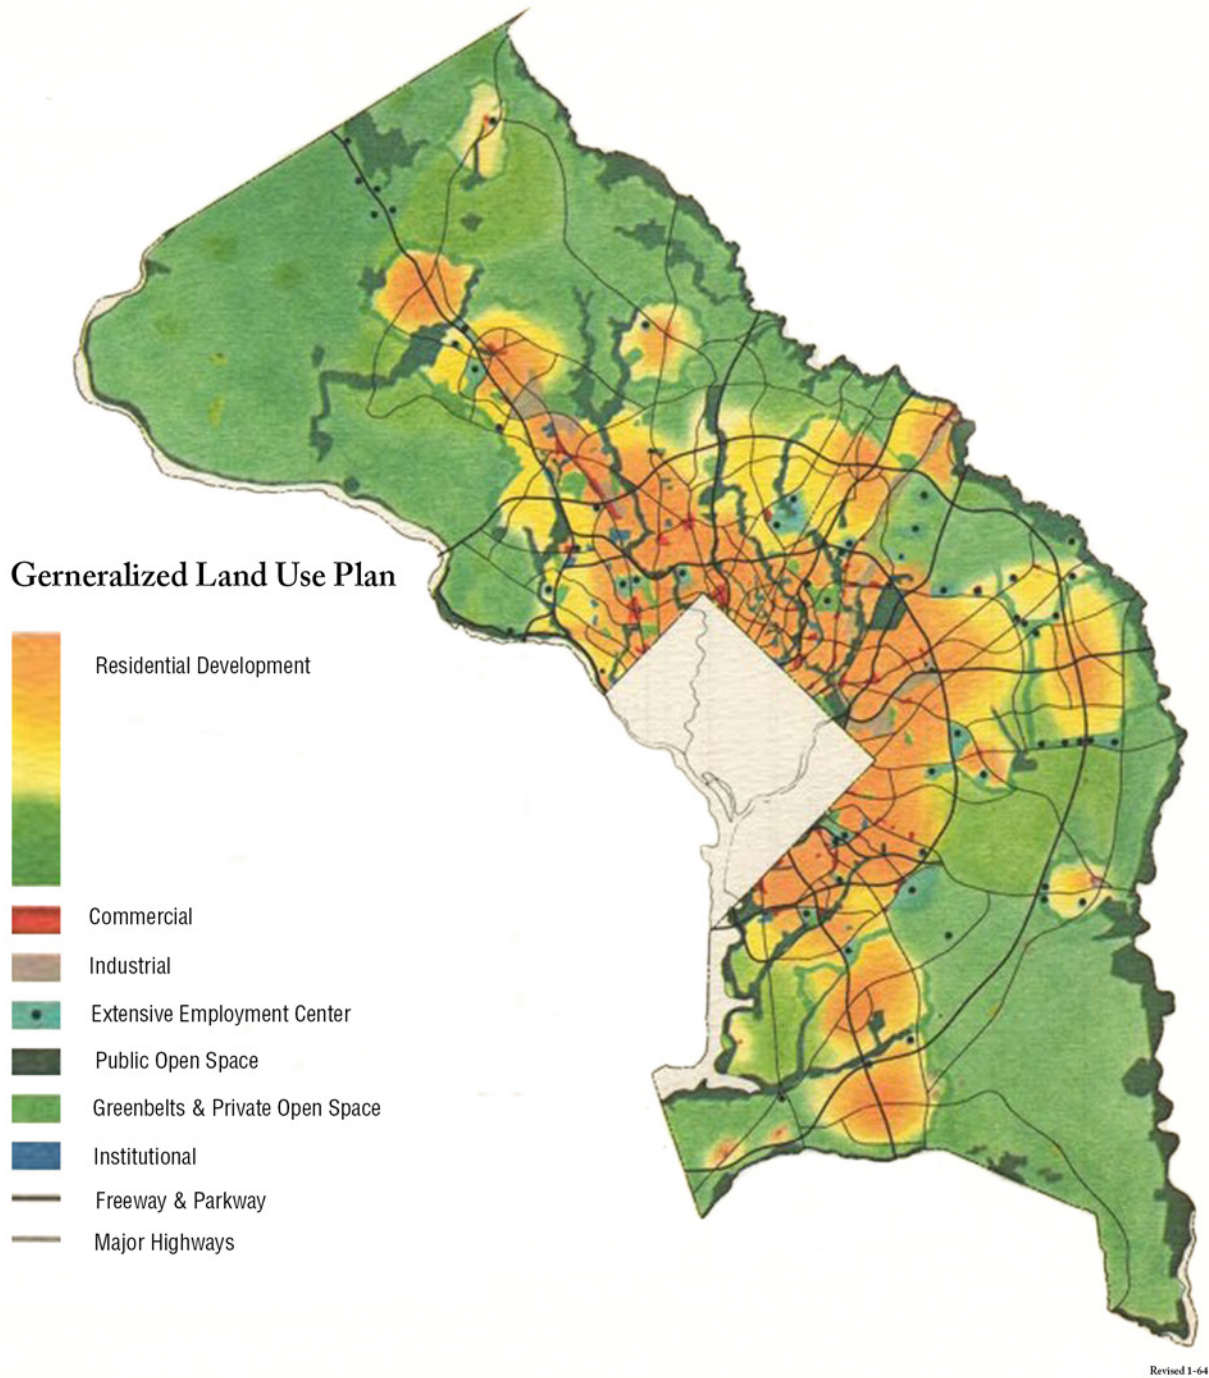 Gerneralized Land Use Plan
Residential Development
Commercial
Industrial
Extensive Employment Center
Public Open Space
Greenbelts & Private Open Space
Institutional
Freeway & Parkway
Major Highways
Revised 1-64